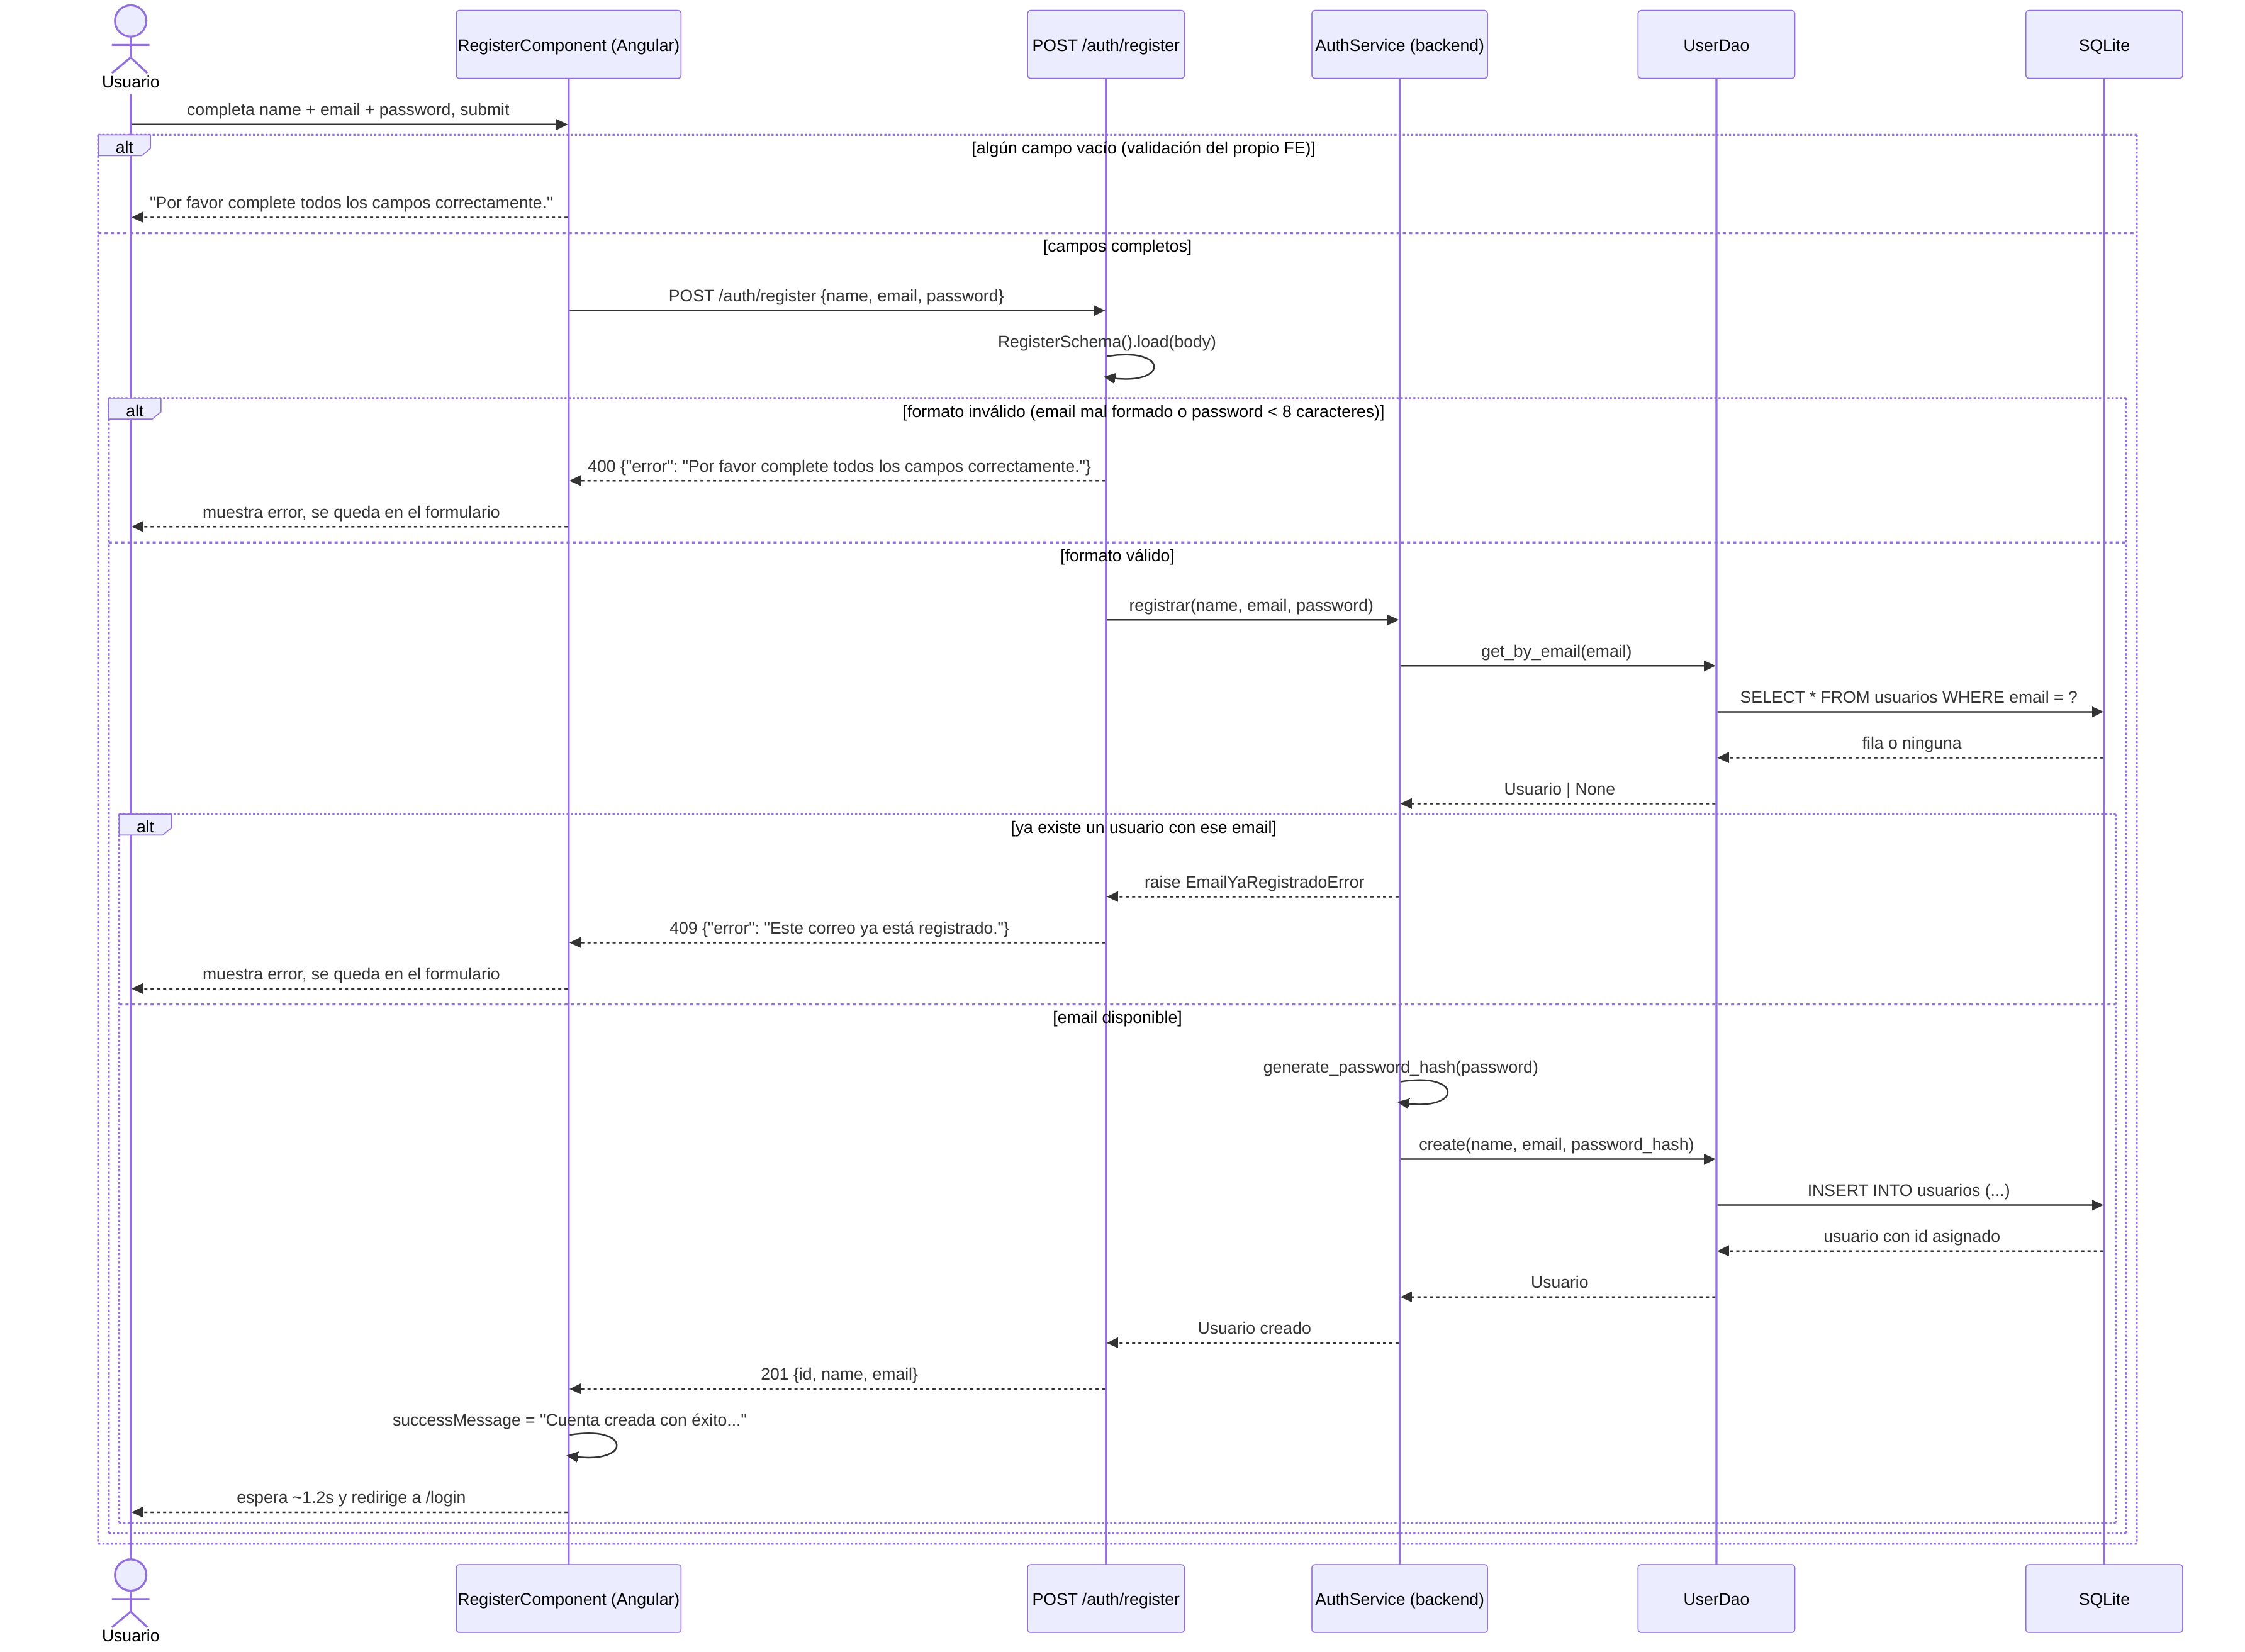 Usuario
RegisterComponent (Angular)
POST /auth/register
AuthService (backend)
UserDao
SQLite
completa name + email + password, submit
alt
[algún campo vacío (validación del propio FE)]
"Por favor complete todos los campos correctamente."
[campos completos]
POST /auth/register {name, email, password}
RegisterSchema().load(body)
alt
[formato inválido (email mal formado o password < 8 caracteres)]
400 {"error": "Por favor complete todos los campos correctamente."}
muestra error, se queda en el formulario
[formato válido]
registrar(name, email, password)
get_by_email(email)
SELECT * FROM usuarios WHERE email = ?
fila o ninguna
Usuario | None
alt
[ya existe un usuario con ese email]
raise EmailYaRegistradoError
409 {"error": "Este correo ya está registrado."}
muestra error, se queda en el formulario
[email disponible]
generate_password_hash(password)
create(name, email, password_hash)
INSERT INTO usuarios (...)
usuario con id asignado
Usuario
Usuario creado
201 {id, name, email}
successMessage = "Cuenta creada con éxito..."
espera ~1.2s y redirige a /login
Usuario
RegisterComponent (Angular)
POST /auth/register
AuthService (backend)
UserDao
SQLite